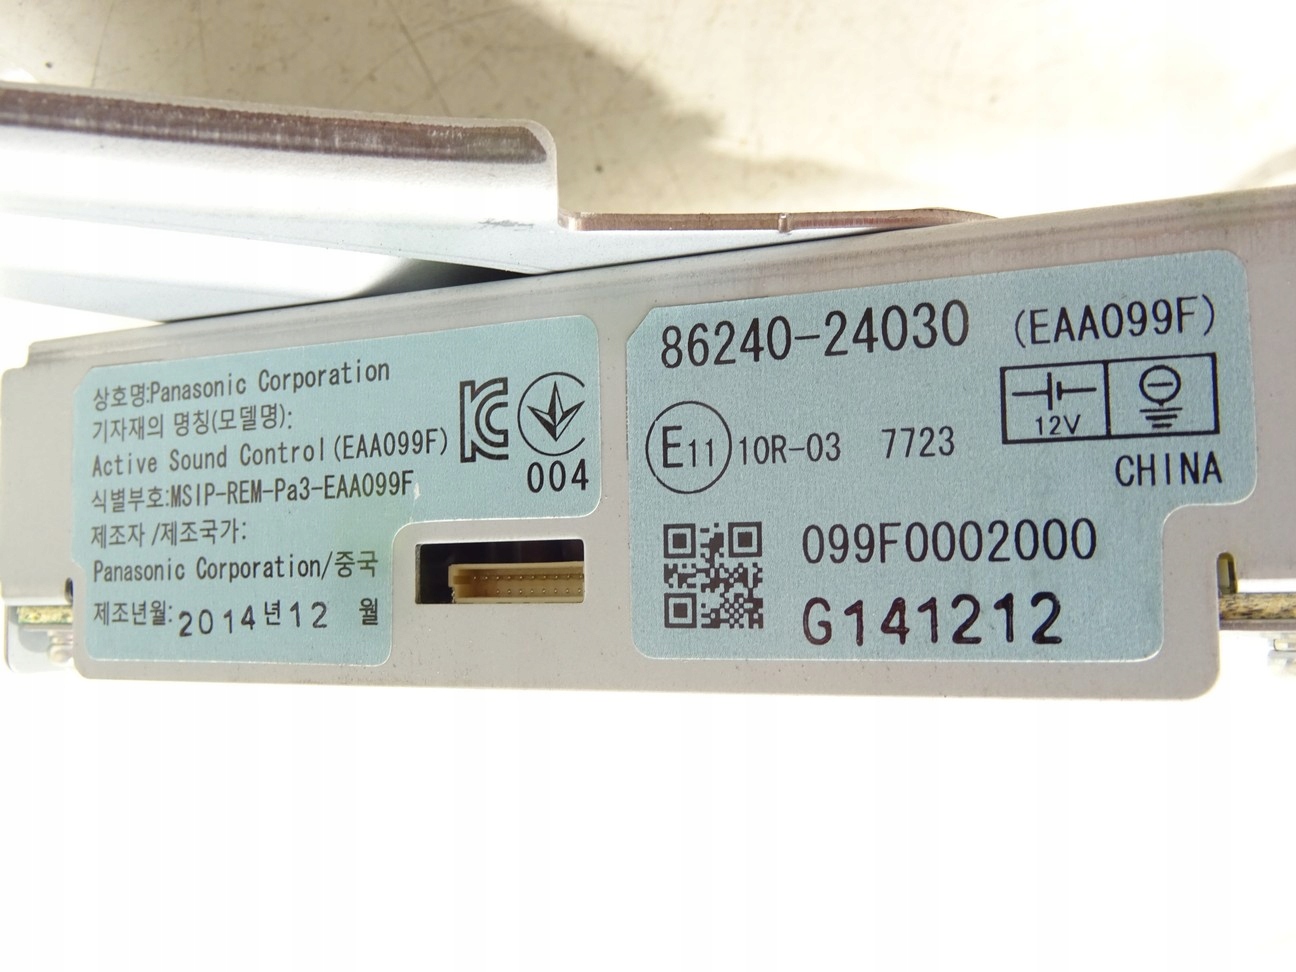 상호명:Panasonic Corporation
기자재의 명칭(모델명):
Active Sound Control(EAA099F)
식별부호:MSIP-REM-Pa3-EAA099F
제조자/제조국가:
Panasonic Corporation/중국
제조년월:2014년12 월
004
86240-24030 (EAA099F)
E11 10R-03 7723
12V
CHINA
099F0002000
G141212